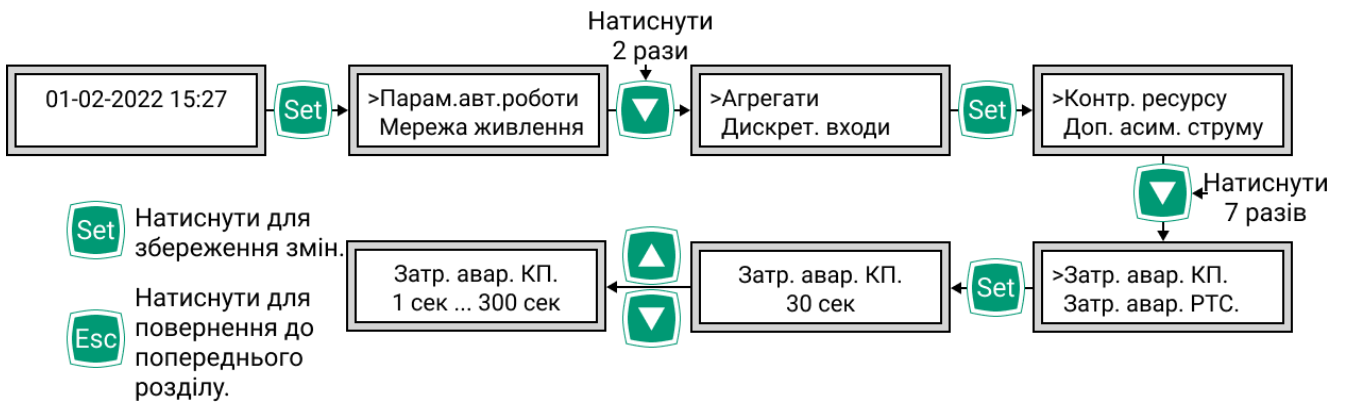 Натиснути
2 рази
01-02-2022 15:27
Set
>Парам.авт.роботи
Мережа живлення
>Агрегати
Дискрет. входи
Set
>Контр. ресурсу
Доп. асим. струму
Натиснути
7 разів
Set
Натиснути для
збереження змін.
Затр. авар. КП.
1 сек ... 300 сек
Затр. авар. КП.
30 сек
Set
>Затр. авар. КП.
Затр. авар. РТС.
Esc
Натиснути для
повернення до
попереднього
розділу.